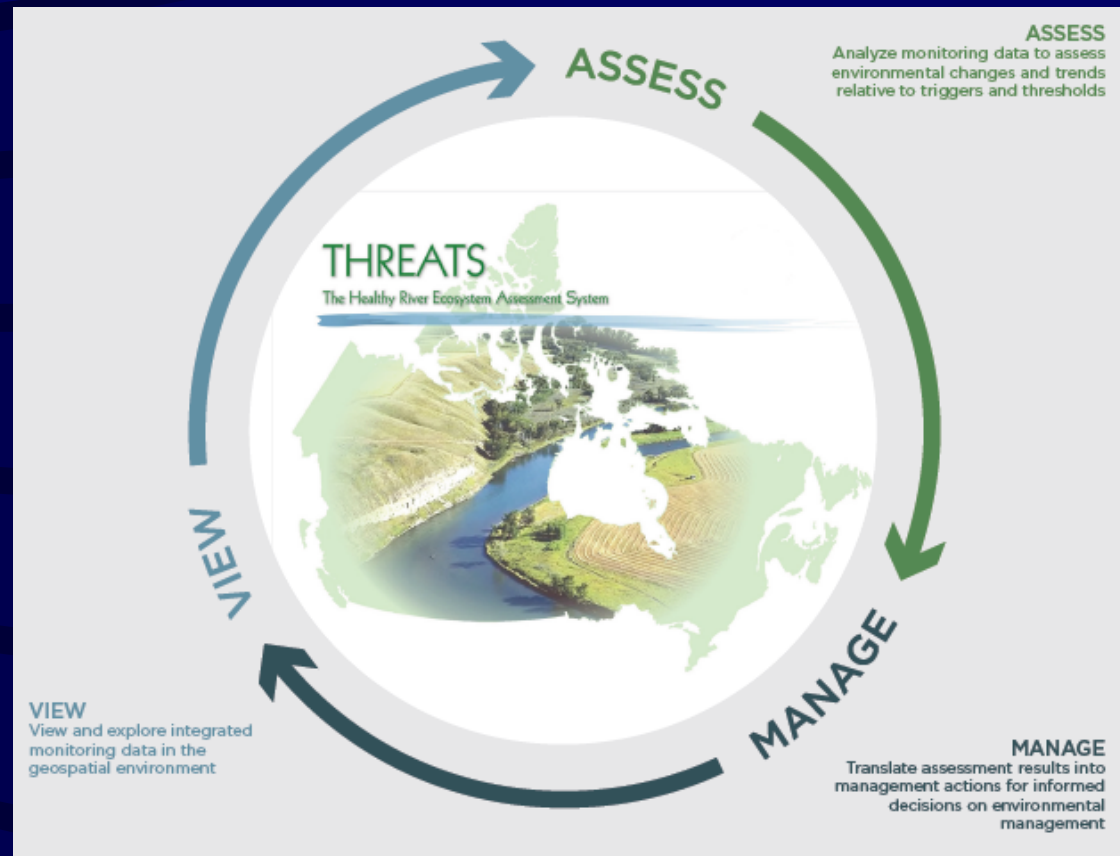 ASSESS
ASSESS
Analyze monitoring data to assess
environmental changes and trends
relative to triggers and thresholds
THREATS
The Healthy River Ecosystem Assessment System
VIEW
MANAGE
VIEW
View and explore integrated
monitoring data in the
geospatial environment
MANAGE
Translate assessment results into
management actions for informed
decisions on environmental
management